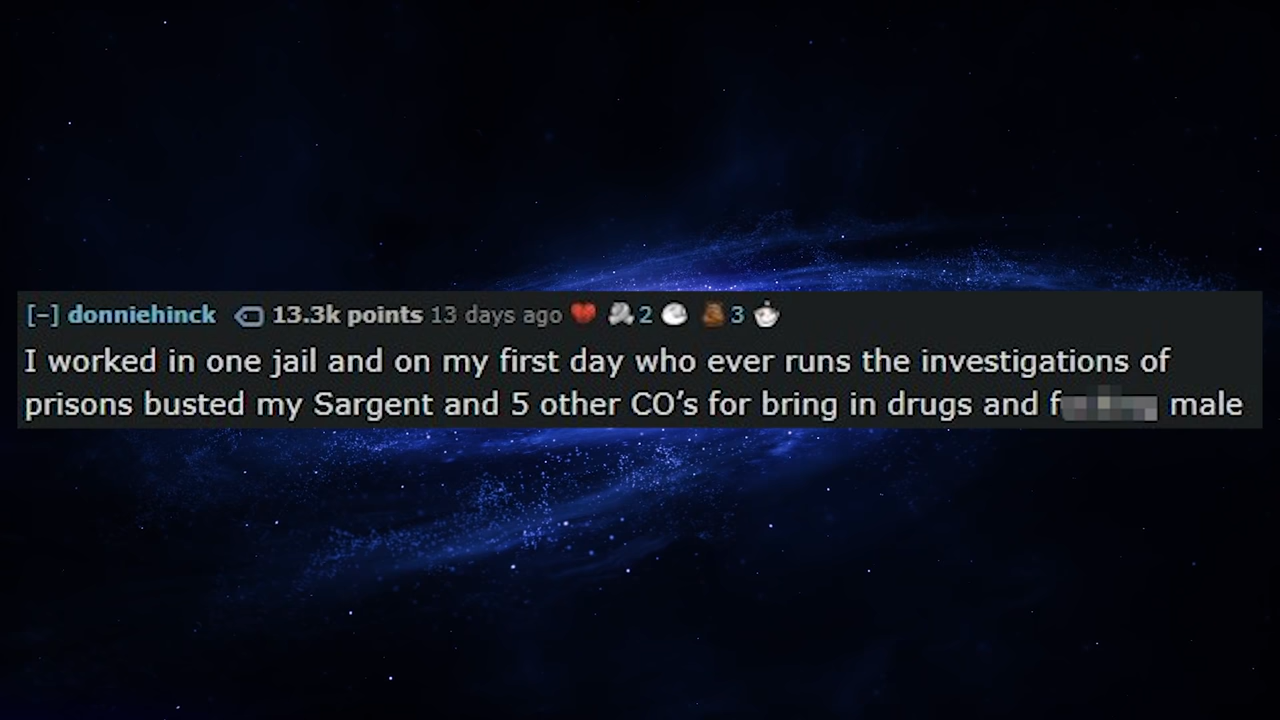 [–] donniehinck 13.3k points 13 days ago 2 3
I worked in one jail and on my first day who ever runs the investigations of
prisons busted my Sargent and 5 other CO’s for bring in drugs and male